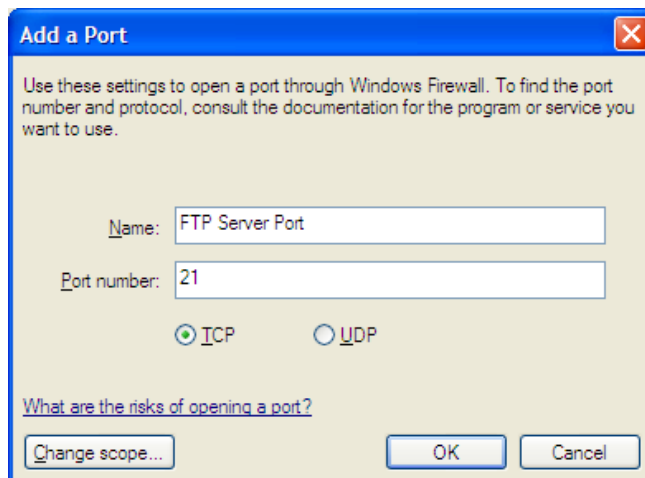 Add a Port
Use these settings to open a port through Windows Firewall. To find the port
number and protocol, consult the documentation for the program or service you
want to use.
Name: FTP Server Port
Port number: 21
TCP UDP
What are the risks of opening a port?
Change scope... OK Cancel